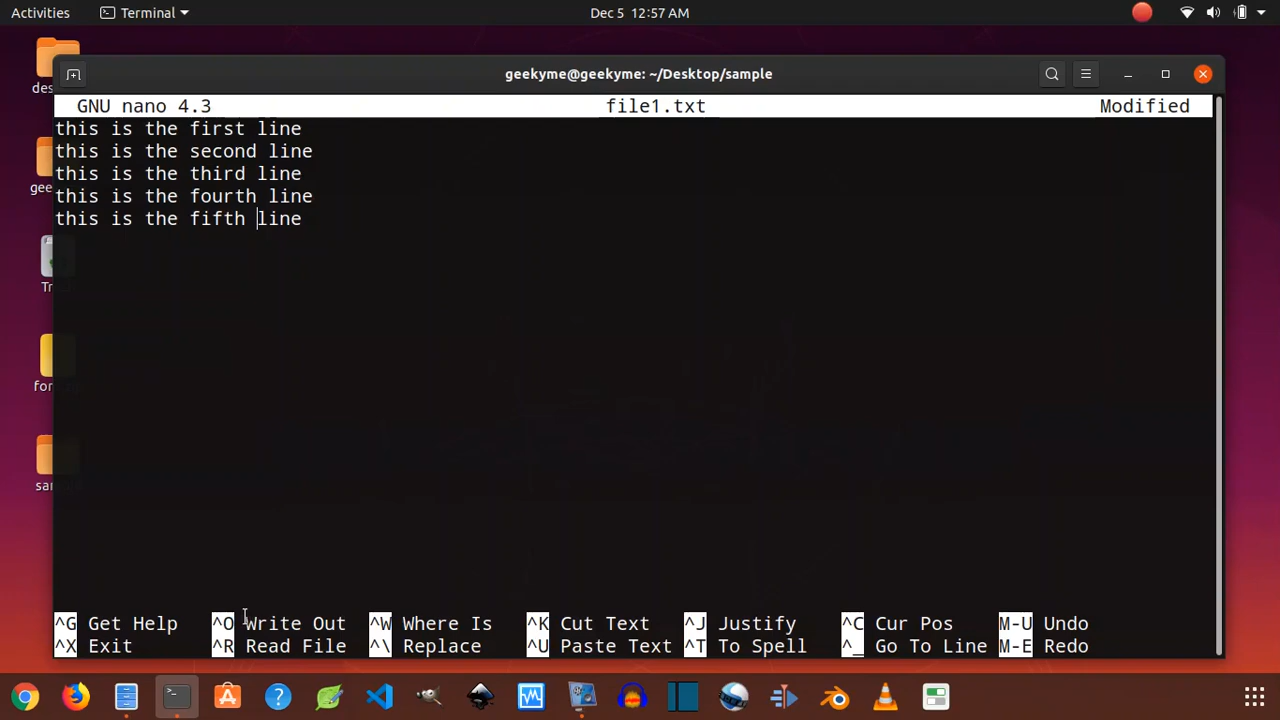 Activities Terminal Dec 5 12:57 AM
geekyme@geekyme: ~/Desktop/sample
GNU nano 4.3 file1.txt Modified
this is the first line
this is the second line
this is the third line
this is the fourth line
this is the fifth line
^G Get Help ^O Write Out ^W Where Is ^K Cut Text ^J Justify ^C Cur Pos M-U Undo
^X Exit ^R Read File ^\ Replace ^U Paste Text ^T To Spell ^_ Go To Line M-E Redo